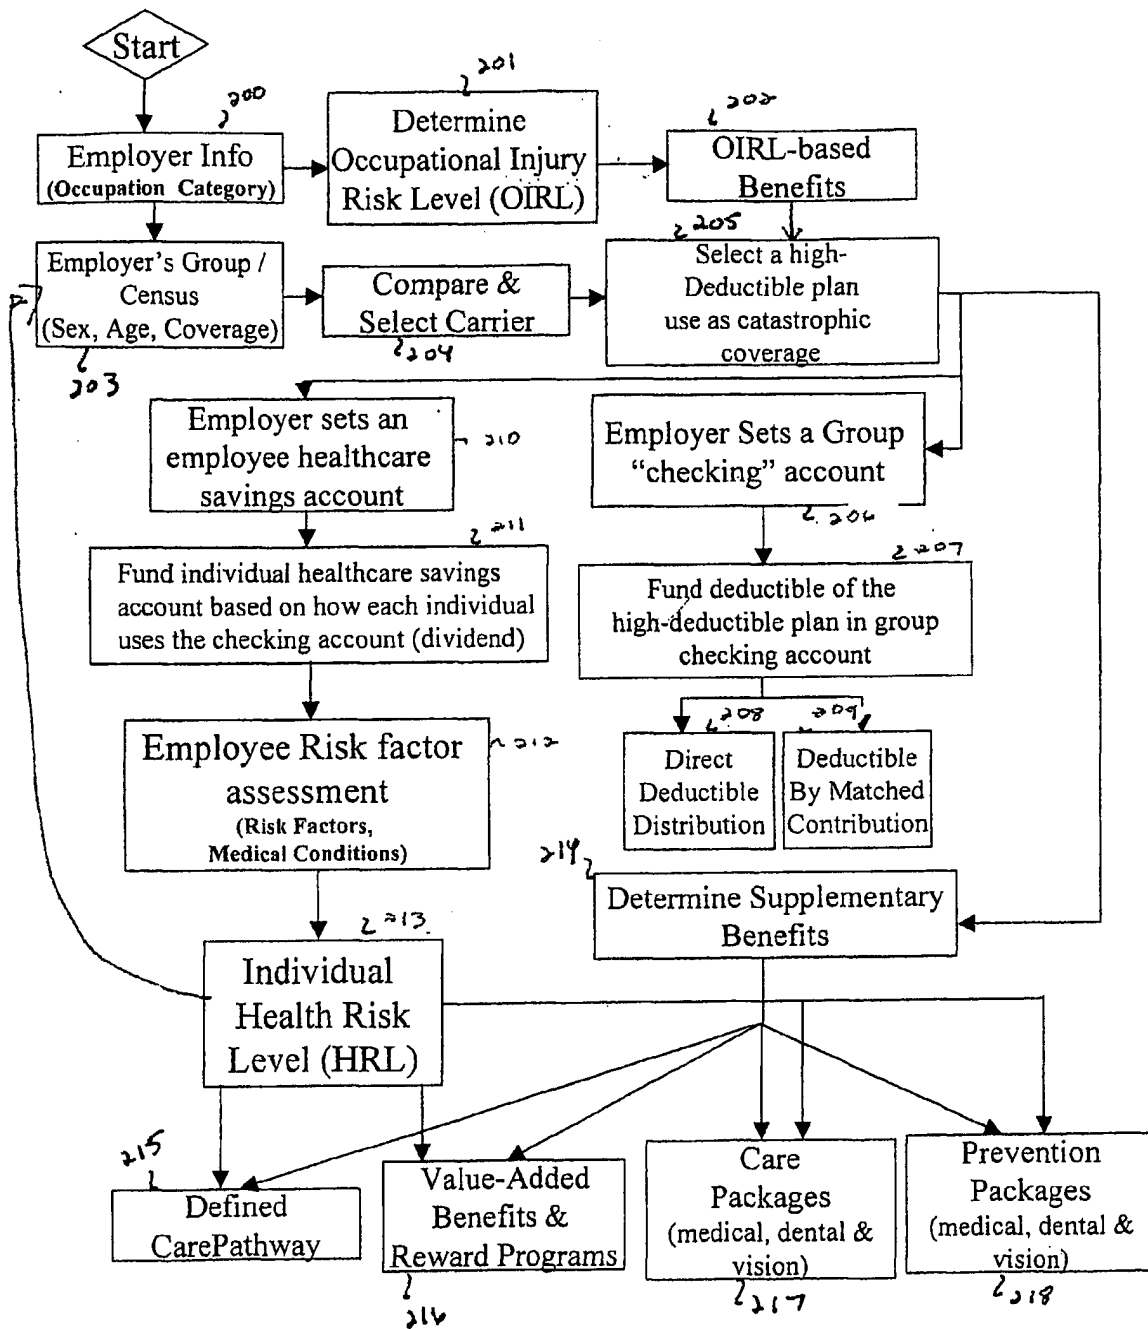 Start
200
Employer Info
(Occupation Category)
201
Determine
Occupational Injury
Risk Level (OIRL)
202
OIRL-based
Benefits
Employer's Group /
Census
(Sex, Age, Coverage)
203
Compare &
Select Carrier
204
205
Select a high-
Deductible plan
use as catastrophic
coverage
Employer sets an
employee healthcare
savings account
210
Employer Sets a Group
“checking” account
206
211
Fund individual healthcare savings
account based on how each individual
uses the checking account (dividend)
207
Fund deductible of the
high-deductible plan in group
checking account
208
Direct
Deductible
Distribution
209
Deductible
By Matched
Contribution
Employee Risk factor
assessment
(Risk Factors,
Medical Conditions)
212
214
Determine Supplementary
Benefits
213
Individual
Health Risk
Level (HRL)
215
Defined
CarePathway
Value-Added
Benefits &
Reward Programs
216
Care
Packages
(medical, dental &
vision)
217
Prevention
Packages
(medical, dental &
vision)
218